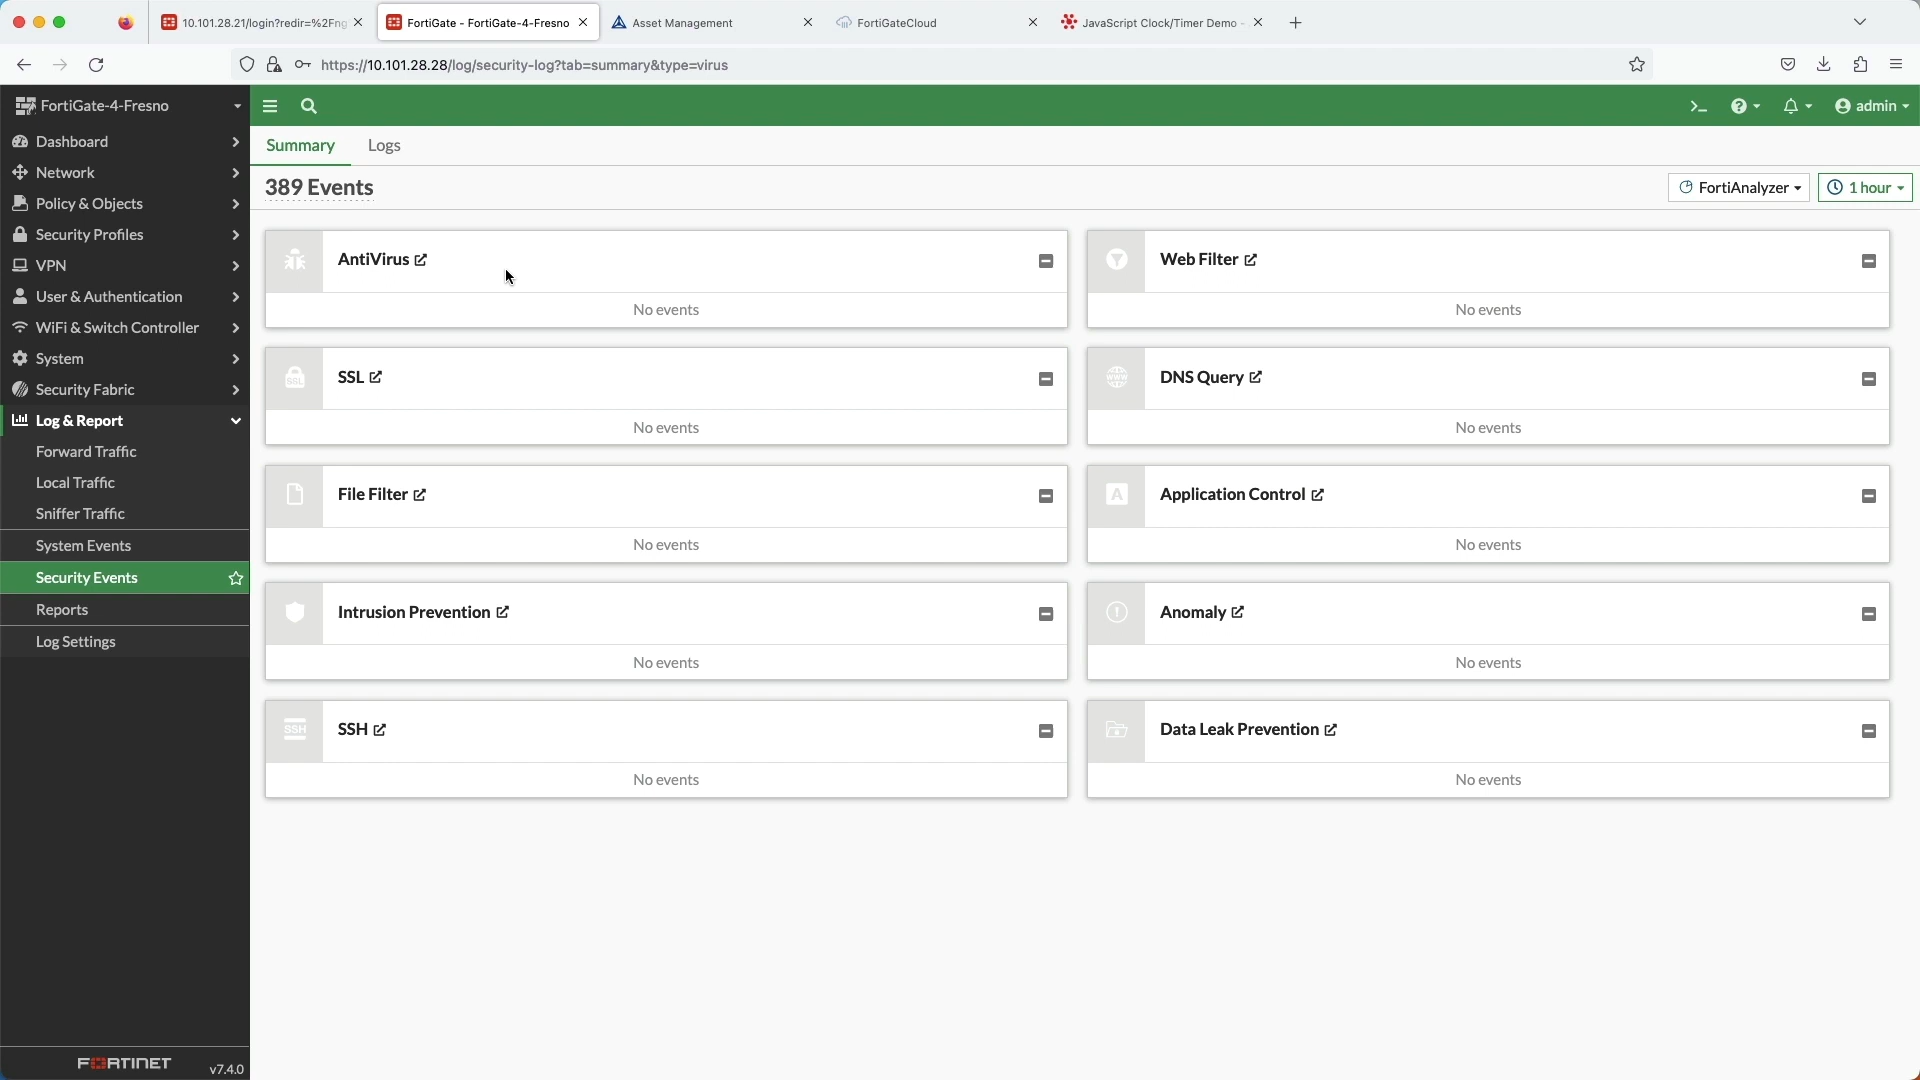 10.101.28.21/login?redir=%2Fng
FortiGate - FortiGate-4-Fresno
Asset Management
FortiGateCloud
JavaScript Clock/Timer Demo -
https://10.101.28.28/log/security-log?tab=summary&type=virus
FortiGate-4-Fresno
admin
Dashboard
Network
Policy & Objects
Security Profiles
VPN
User & Authentication
WiFi & Switch Controller
System
Security Fabric
Log & Report
Forward Traffic
Local Traffic
Sniffer Traffic
System Events
Security Events
Reports
Log Settings
FORTINET
v7.4.0
Summary
Logs
389 Events
FortiAnalyzer
1 hour
AntiVirus
No events
Web Filter
No events
SSL
SSL
No events
WWW
DNS Query
No events
File Filter
No events
A
Application Control
No events
Intrusion Prevention
No events
Anomaly
No events
SSH
SSH
No events
Data Leak Prevention
No events